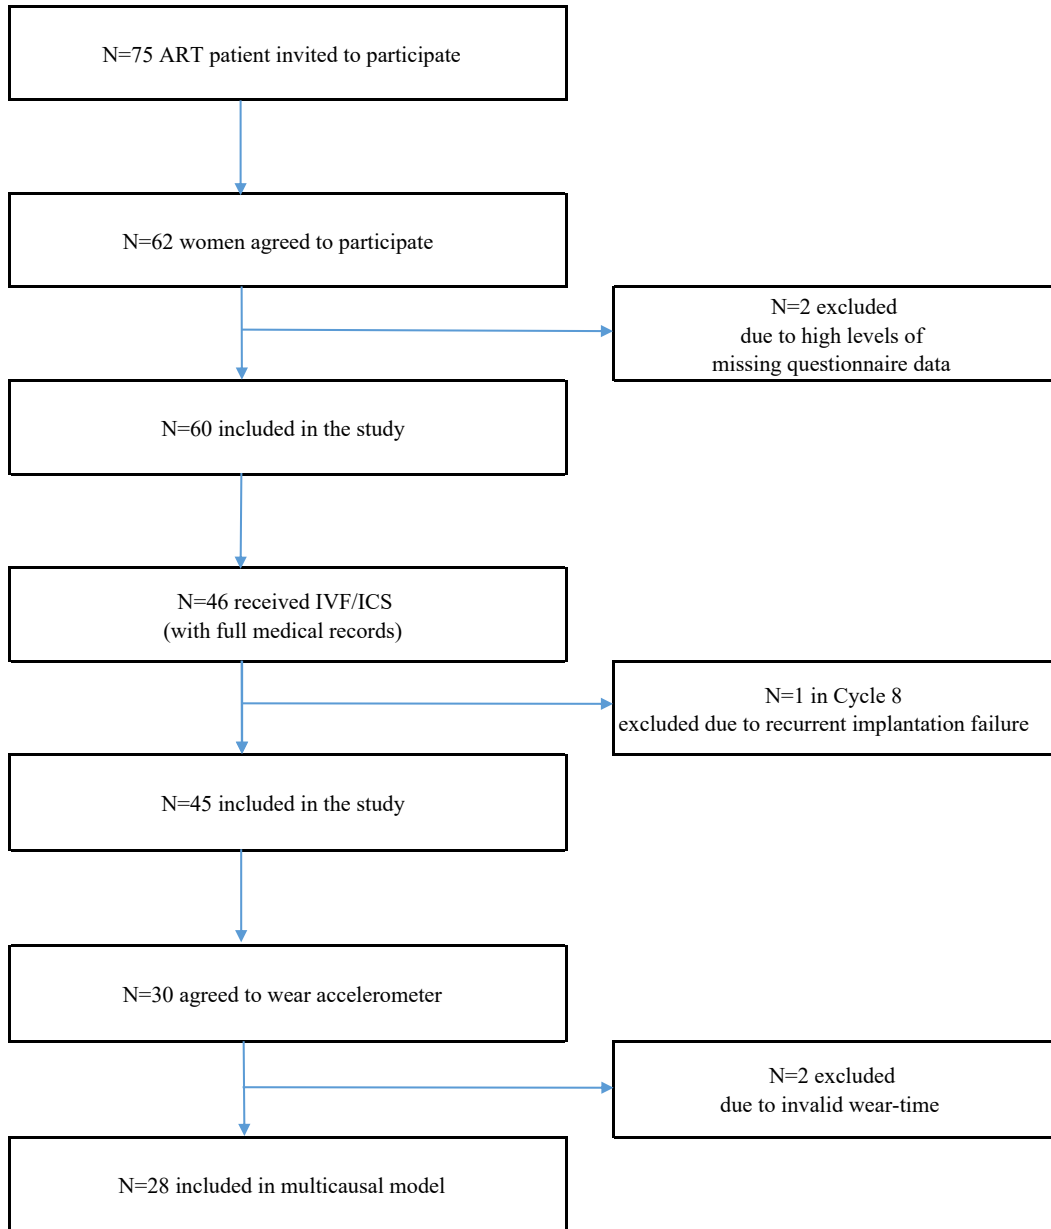 N=75 ART patient invited to participate
N=62 women agreed to participate
N=2 excluded
due to high levels of
missing questionnaire data
N=60 included in the study
N=46 received IVF/ICS
(with full medical records)
N=1 in Cycle 8
excluded due to recurrent implantation failure
N=45 included in the study
N=30 agreed to wear accelerometer
N=2 excluded
due to invalid wear-time
N=28 included in multicausal model